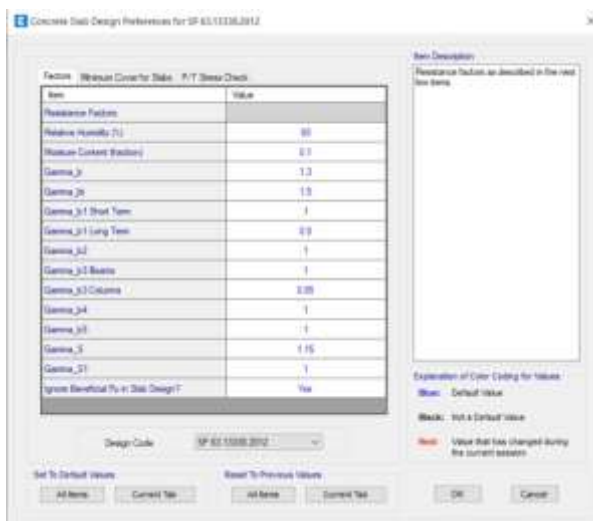 Concrete Slab Design Preferences for SP 63.13330.2012
Factors Minimum Cover for Slabs P/T Stress Check
Item Value
Resistance Factors
Relative Humidity (%)
Moisture Content (fraction) 0.1
Gamma_b 1.3
Gamma_bt 1.5
Gamma_b1 Short Term 1
Gamma_b1 Long Term 0.9
Gamma_b2 1
Gamma_b3 Beams 1
Gamma_b3 Columns
Gamma_b4 1
Gamma_b5 1
Gamma_S 1.15
Gamma_S1 1
Ignore Beneficial Pu in Slab Design? Yes
Design Code SP 63.13330.2012
Set To Default Values
All Items Current Tab
Reset To Previous Values
All Items Current Tab
Item Description
Resistance factors as described in the next
few items.
Explanation of Color Coding for Values
Blue: Default Value
Black: Not a Default Value
Red: Value that has changed during
the current session
OK Cancel